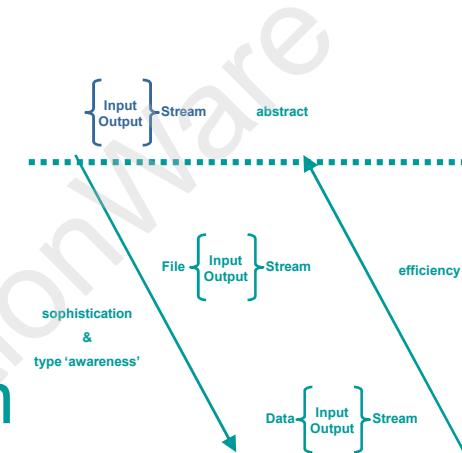 Input
Output
Stream
abstract
File
Input
Output
Stream
efficiency
sophistication
&
type ‘awareness’
Data
Input
Output
Stream